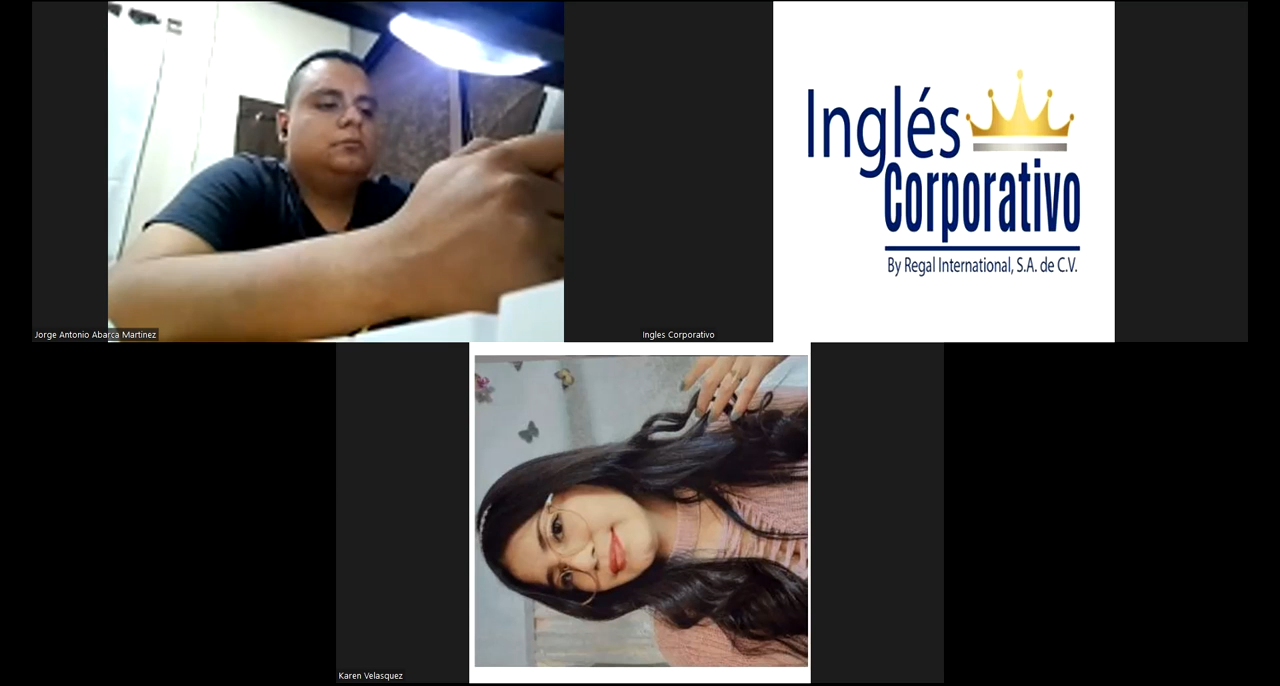 Inglés
Corporativo
By Regal International, S.A. de C.V.
Jorge Antonio Abarca Martinez
Ingles Corporativo
Karen Velasquez